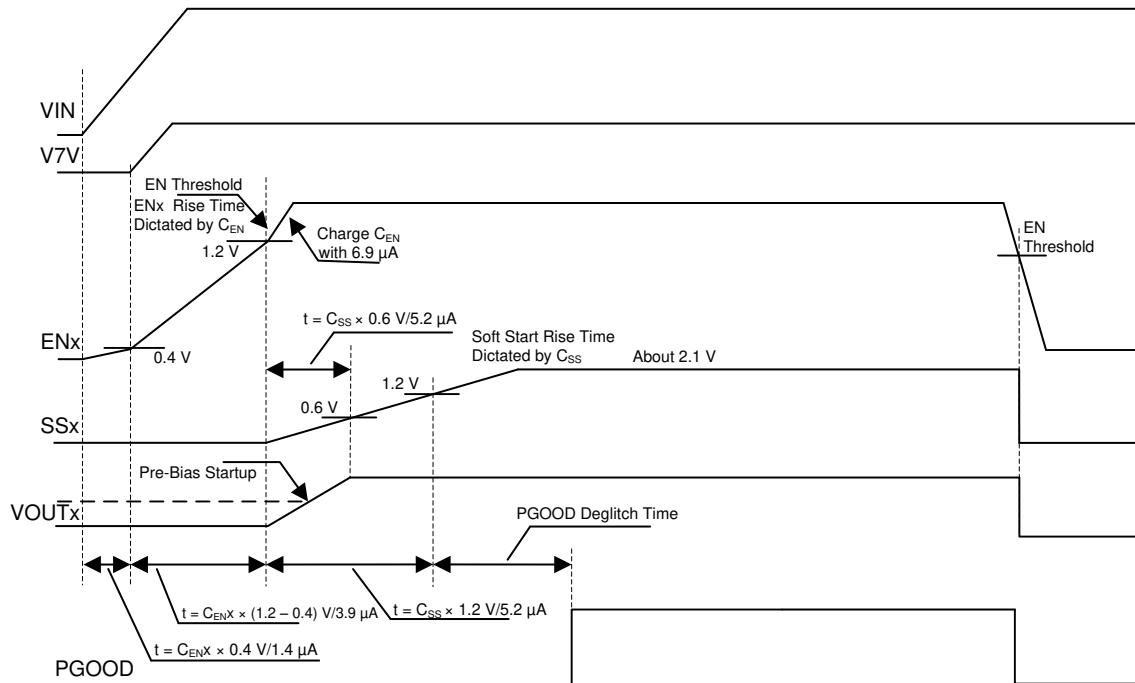 VIN
V7V
EN Threshold
ENx Rise Time
Dictated by CEN
1.2 V
Charge CEN
with 6.9 µA
EN
Threshold
ENx
0.4 V
t = CSS × 0.6 V/5.2 µA
Soft Start Rise Time
Dictated by CSS
About 2.1 V
1.2 V
0.6 V
SSx
Pre-Bias Startup
VOUTx
PGOOD Deglitch Time
t = CENx × (1.2 – 0.4) V/3.9 µA
t = CSS × 1.2 V/5.2 µA
t = CENx × 0.4 V/1.4 µA
PGOOD